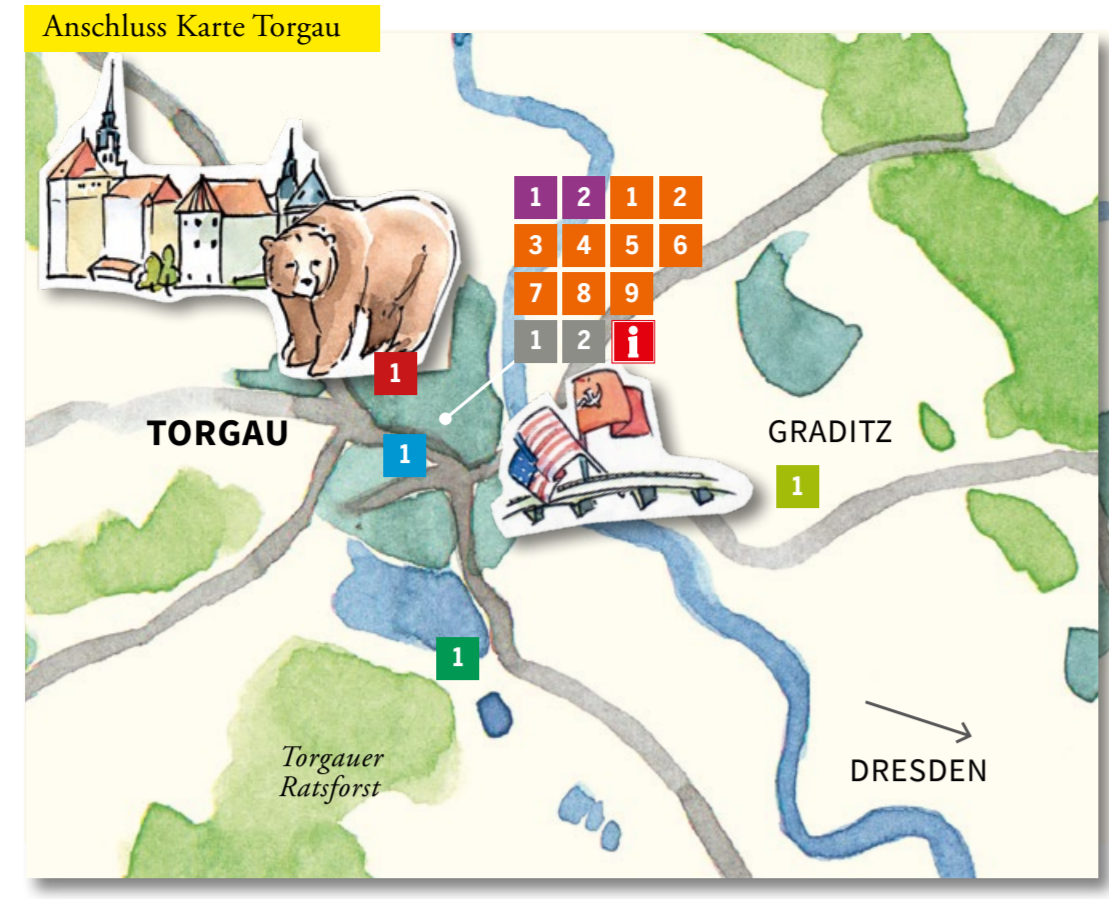 Anschluss Karte Torgau
1 2 1 2
3 4 5 6
7 8 9
1 2 i
1
TORGAU
GRADITZ
1
1
1
Torgauer
Ratsforst
DRESDEN